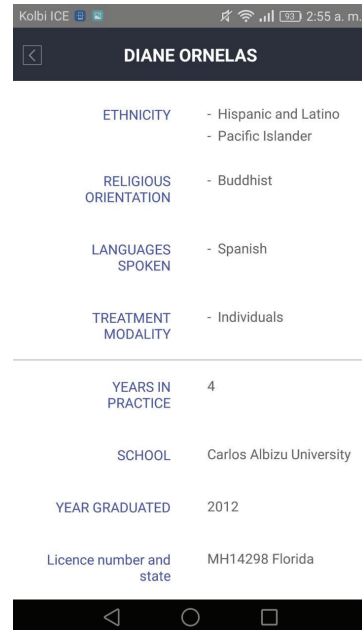 Kolbi ICE 93 2:55 a. m.
DIANE ORNELAS
ETHNICITY - Hispanic and Latino
- Pacific Islander
RELIGIOUS - Buddhist
ORIENTATION
LANGUAGES - Spanish
SPOKEN
TREATMENT - Individuals
MODALITY
YEARS IN 4
PRACTICE
SCHOOL Carlos Albizu University
YEAR GRADUATED 2012
Licence number and MH14298 Florida
state